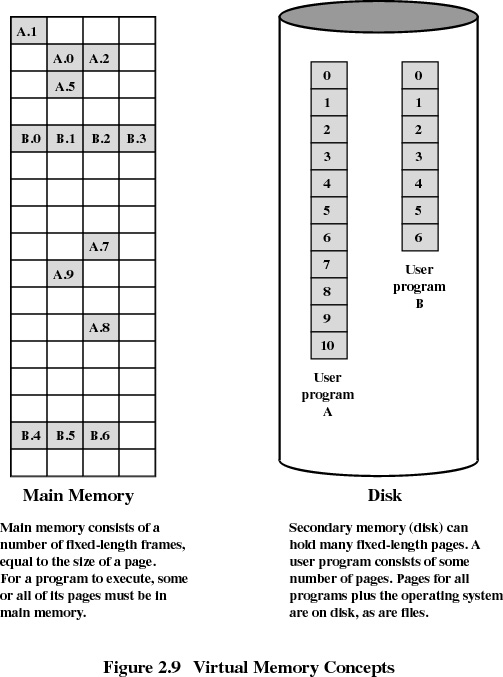 A.1
A.0 A.2
A.5
B.0 B.1 B.2 B.3
A.7
A.9
A.8
B.4 B.5 B.6
Main Memory
Main memory consists of a
number of fixed-length frames,
equal to the size of a page.
For a program to execute, some
or all of its pages must be in
main memory.
0
1
2
3
4
5
6
7
8
9
10
User
program
A
0
1
2
3
4
5
6
User
program
B
Disk
Secondary memory (disk) can
hold many fixed-length pages. A
user program consists of some
number of pages. Pages for all
programs plus the operating system
are on disk, as are files.
Figure 2.9 Virtual Memory Concepts